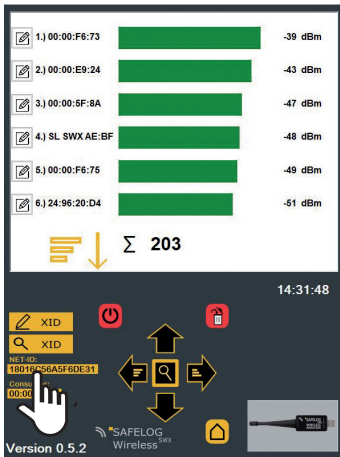 1.) 00:00:F6:73 -39 dBm
2.) 00:00:E9:24 -43 dBm
3.) 00:00:5F:8A -47 dBm
4.) SL SWX AE:BF -48 dBm
5.) 00:00:F6:75 -49 dBm
6.) 24:96:20:D4 -51 dBm
Σ 203
14:31:48
XID
XID
NET-ID:
18016C56A5F6DE31
00:00
SAFELOG
Wireless SWX
Version 0.5.2